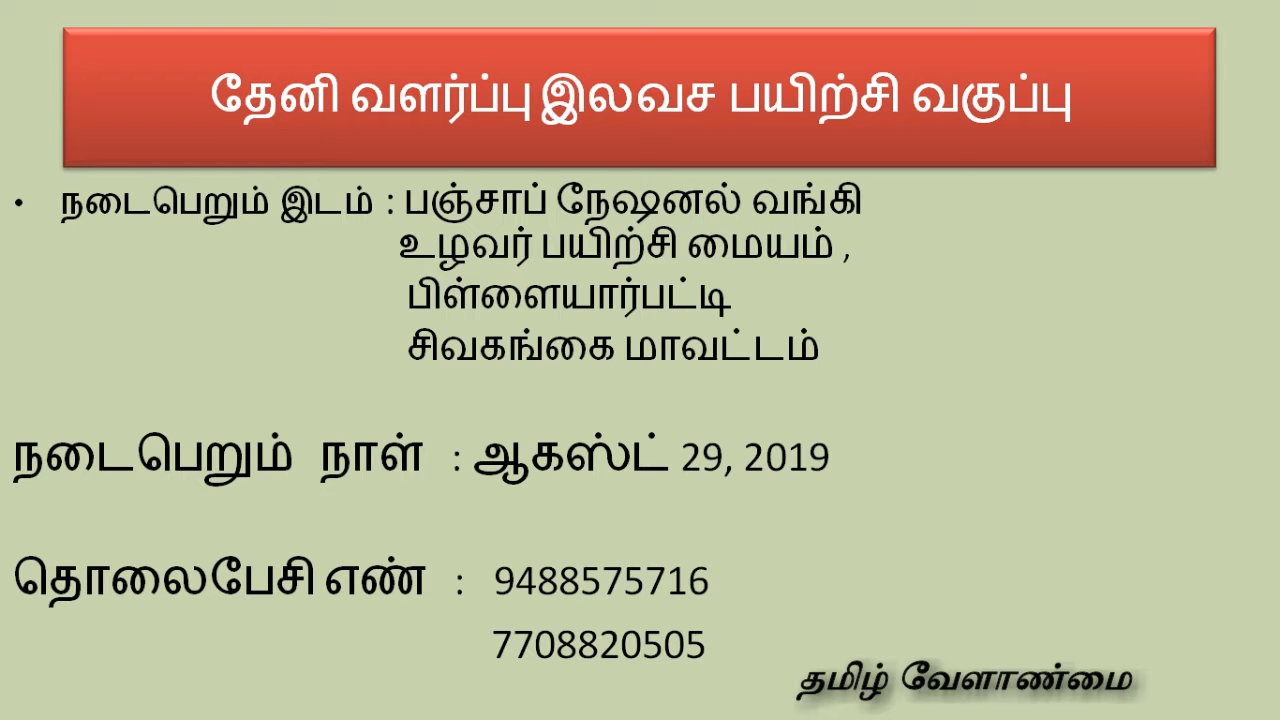 தேனி வளர்ப்பு இலவச பயிற்சி வகுப்பு
• நடைபெறும் இடம் : பஞ்சாப் நேஷனல் வங்கி
உழவர் பயிற்சி மையம் ,
பிள்ளையார்பட்டி
சிவகங்கை மாவட்டம்
நடைபெறும் நாள் : ஆகஸ்ட் 29, 2019
தொலைபேசி எண் : 9488575716
7708820505
தமிழ் வேளாண்மை